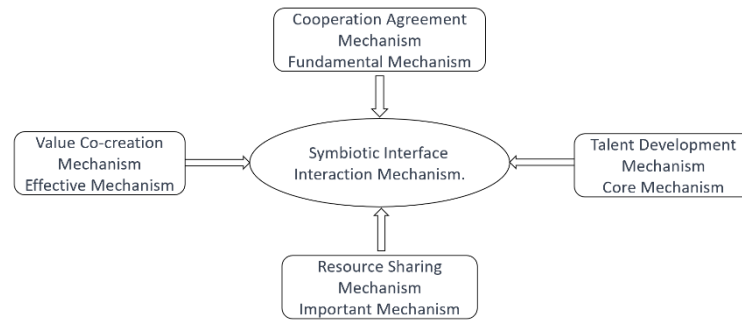 Cooperation Agreement
Mechanism
Fundamental Mechanism
Value Co-creation
Mechanism
Effective Mechanism
Symbiotic Interface
Interaction Mechanism.
Talent Development
Mechanism
Core Mechanism
Resource Sharing
Mechanism
Important Mechanism